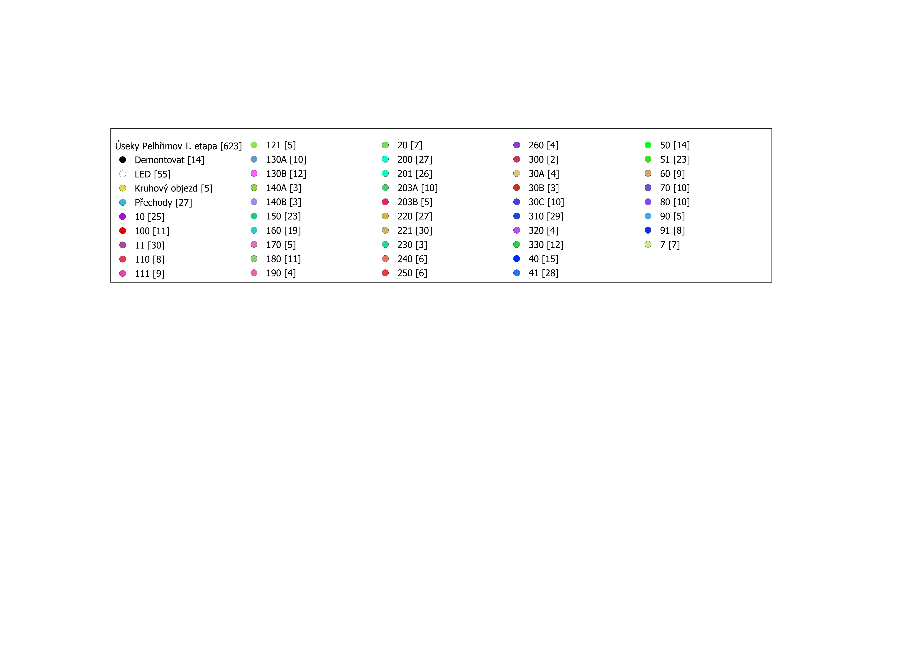 Úseky Pelhřimov I. etapa [623]
Demontovat [14]
LED [55]
Kruhový objezd [5]
Přechody [27]
10 [25]
100 [11]
11 [30]
110 [8]
111 [9]
121 [5]
130A [10]
130B [12]
140A [3]
140B [3]
150 [23]
160 [19]
170 [5]
180 [11]
190 [4]
20 [7]
200 [27]
201 [26]
203A [10]
203B [5]
220 [27]
221 [30]
230 [3]
240 [6]
250 [6]
260 [4]
300 [2]
30A [4]
30B [3]
30C [10]
310 [29]
320 [4]
330 [12]
40 [15]
41 [28]
50 [14]
51 [23]
60 [9]
70 [10]
80 [10]
90 [5]
91 [8]
7 [7]